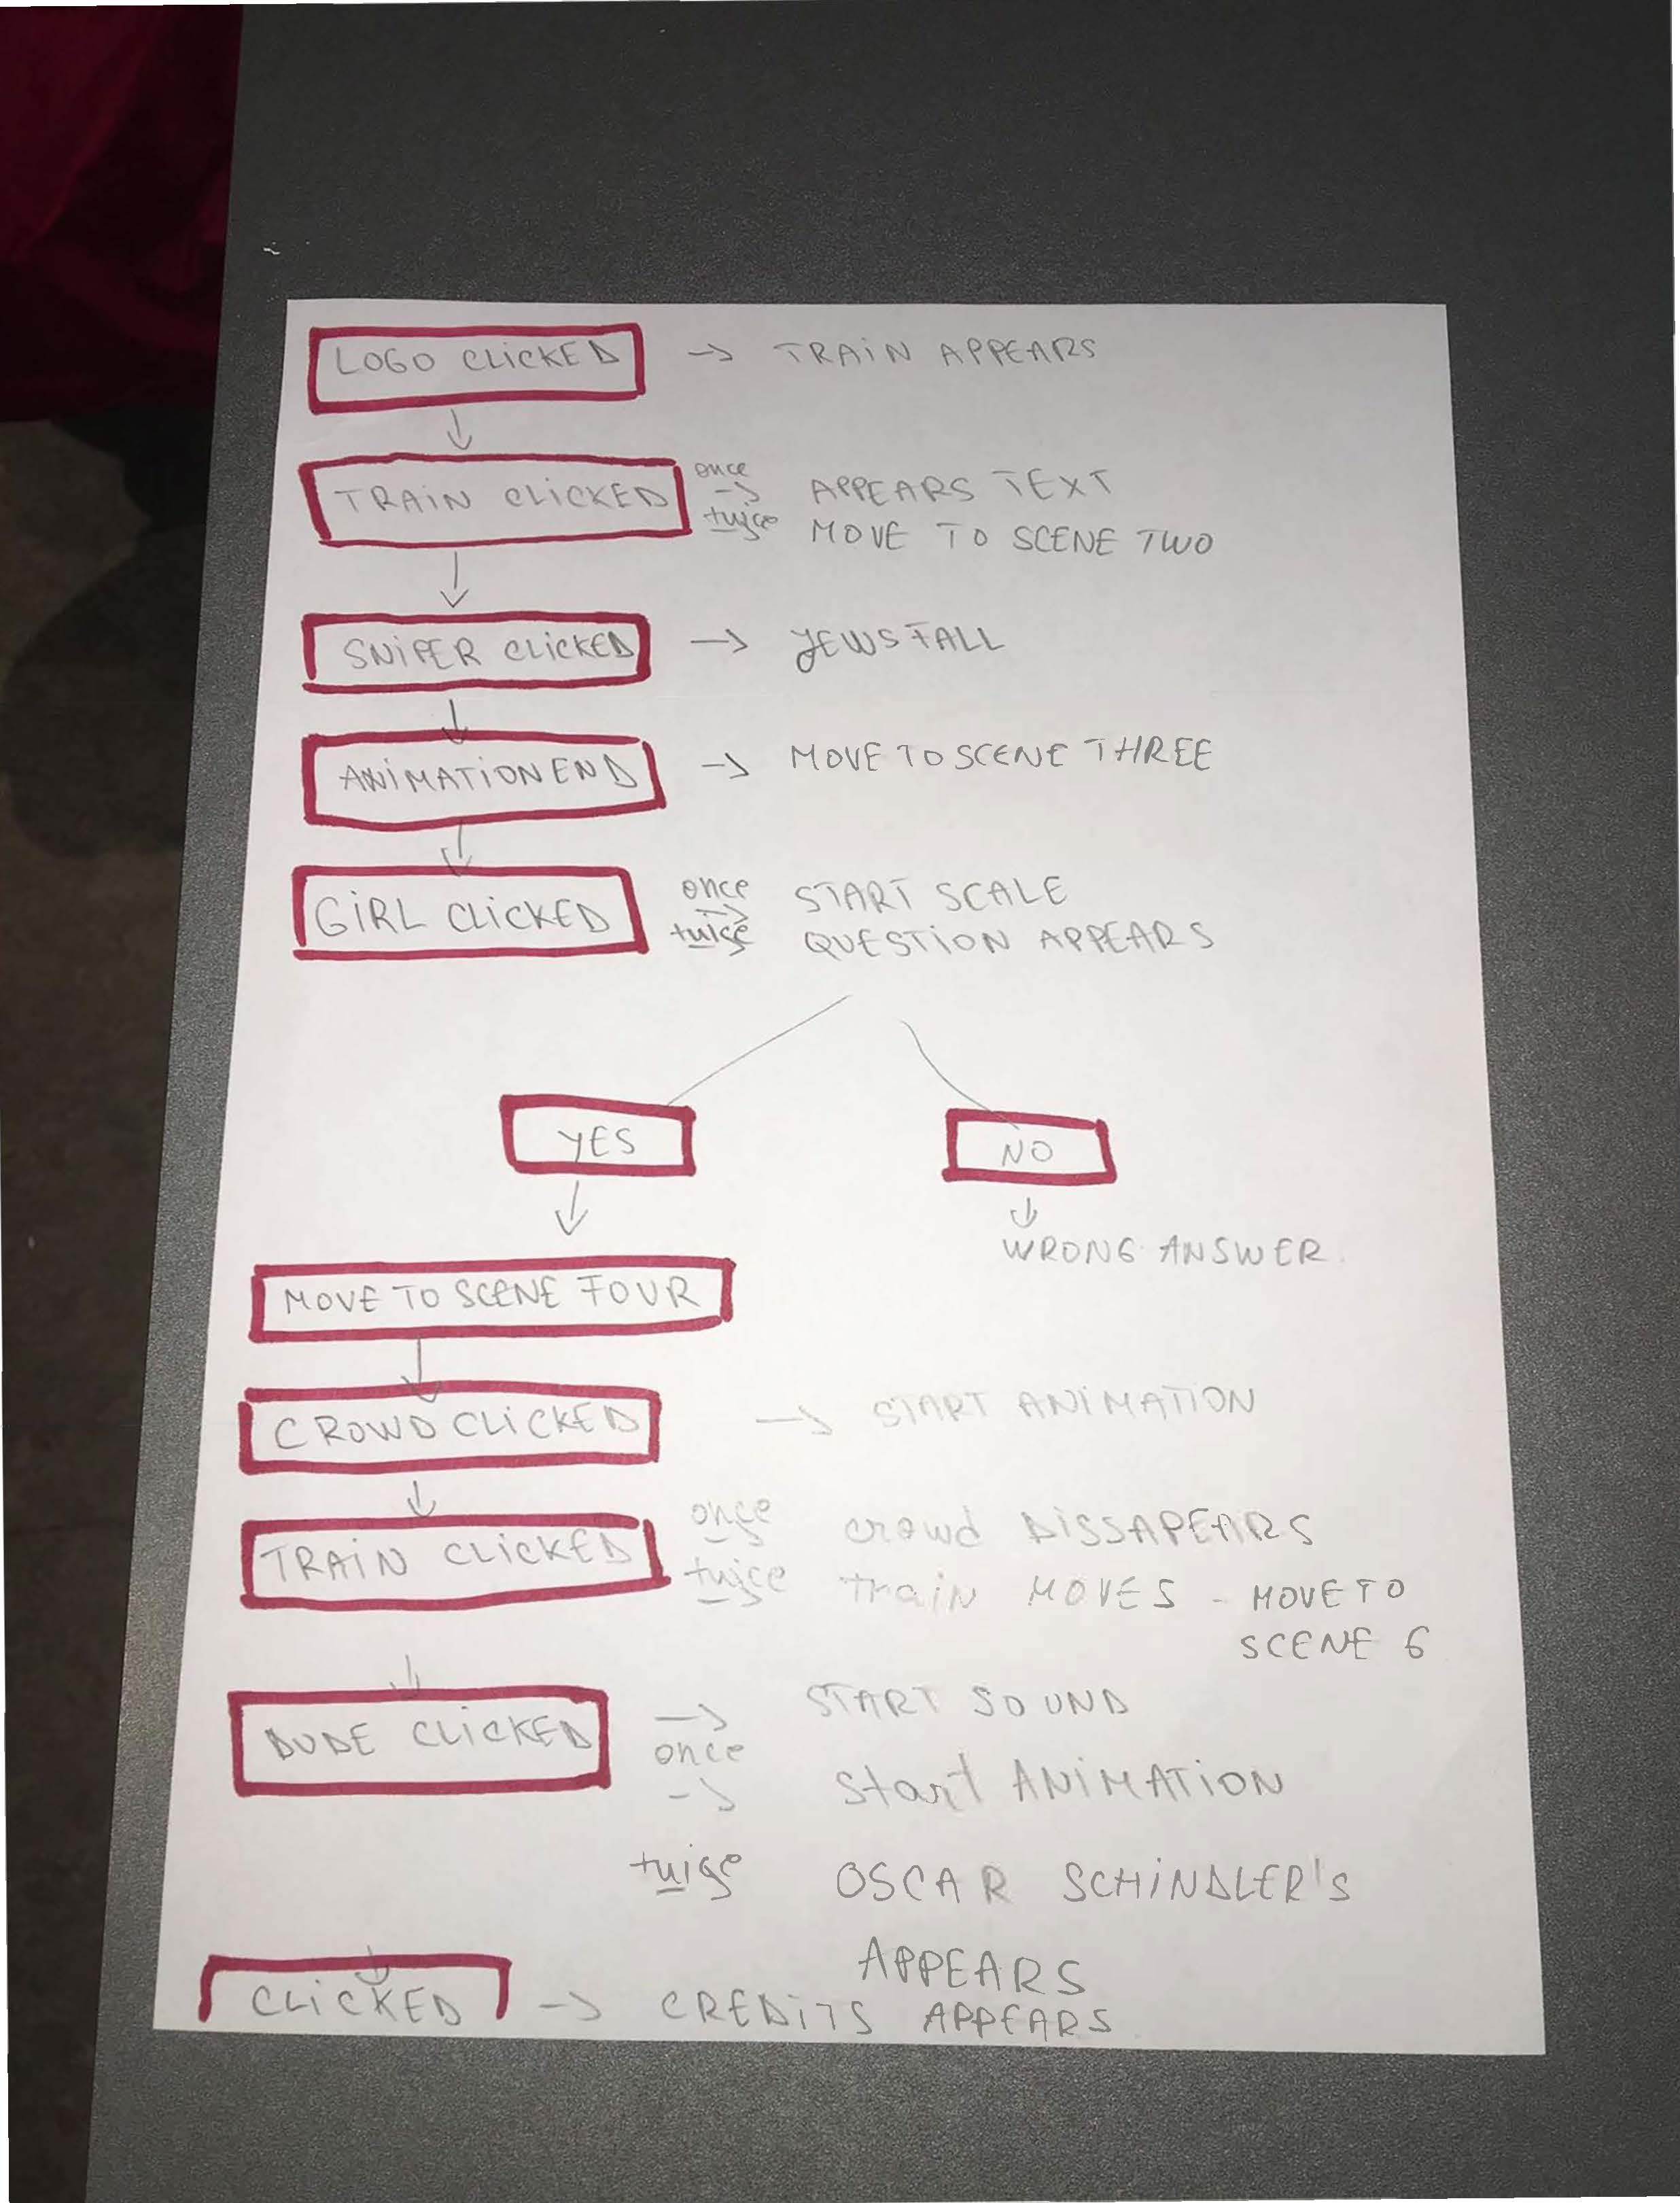 LOGO CLICKED → TRAIN APPEARS
↓
TRAIN CLICKED once → APPEARS TEXT
twice MOVE TO SCENE TWO
↓
SNIPER CLICKED → JEWS FALL
↓
ANIMATION END → MOVE TO SCENE THREE
↓
GIRL CLICKED once → START SCALE
twice QUESTION APPEARS
YES NO
↓ ↓
WRONG ANSWER
MOVE TO SCENE FOUR
↓
CROWD CLICKED → START ANIMATION
↓
TRAIN CLICKED once → crowd DISSAPEARS
twice train MOVES - MOVE TO
SCENE 6
↓
DUDE CLICKED → START SOUND
once
→ Start ANIMATION
twice OSCAR SCHINDLER's
APPEARS
↓
CLICKED → CREDITS APPEARS